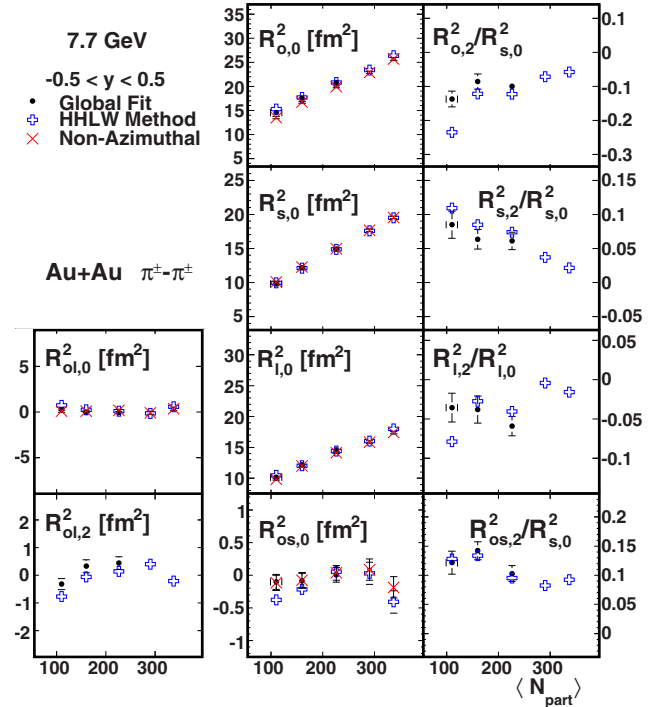 7.7 GeV
-0.5 < y < 0.5
Global Fit
HHLW Method
Non-Azimuthal
Au+Au π±-π±
R²o,0 [fm²]
35
30
25
20
15
10
5
R²o,2/R²s,0
0.1
0
-0.1
-0.2
-0.3
R²s,0 [fm²]
25
20
15
10
5
R²s,2/R²s,0
0.15
0.1
0.05
0
-0.05
R²ol,0 [fm²]
5
0
-5
R²l,0 [fm²]
30
25
20
15
10
R²l,2/R²l,0
0.05
0
-0.05
-0.1
R²ol,2 [fm²]
2
1
0
-1
-2
R²os,0 [fm²]
1
0.5
0
-0.5
-1
R²os,2/R²s,0
0.2
0.15
0.1
0.05
0
100 200 300
100 200 300
100 200 300
⟨ Npart ⟩